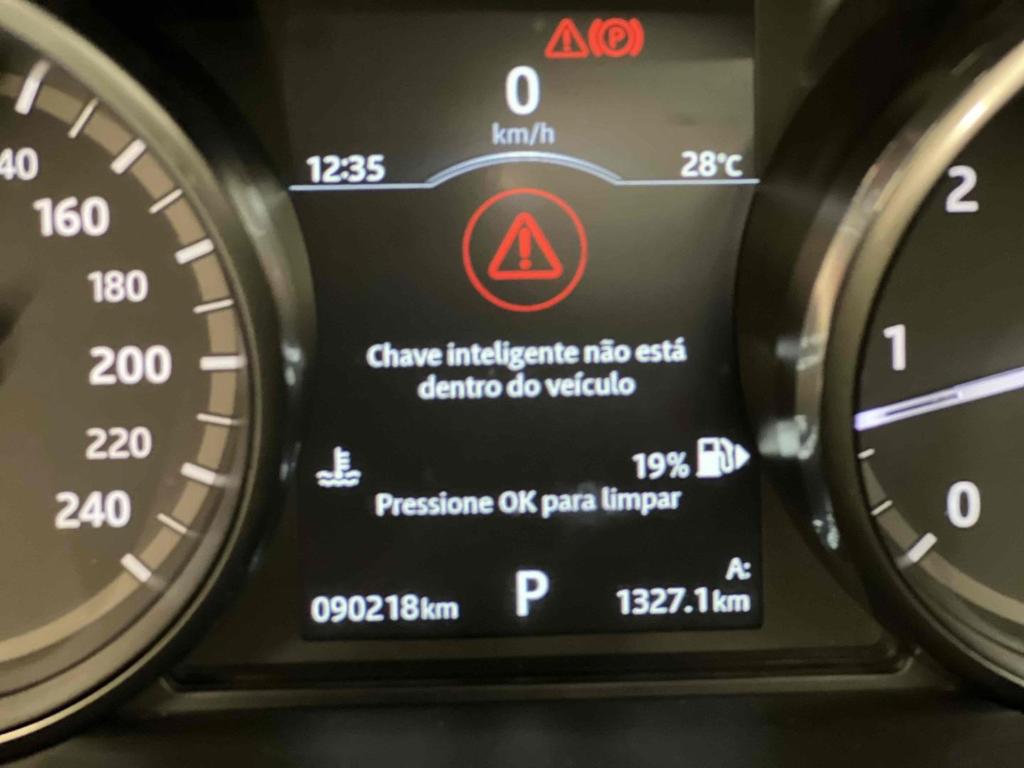 0
km/h
12:35 28°C
Chave inteligente não está
dentro do veículo
19%
Pressione OK para limpar
A:
090218km P 1327.1km
160
180
200
220
240
2
1
0